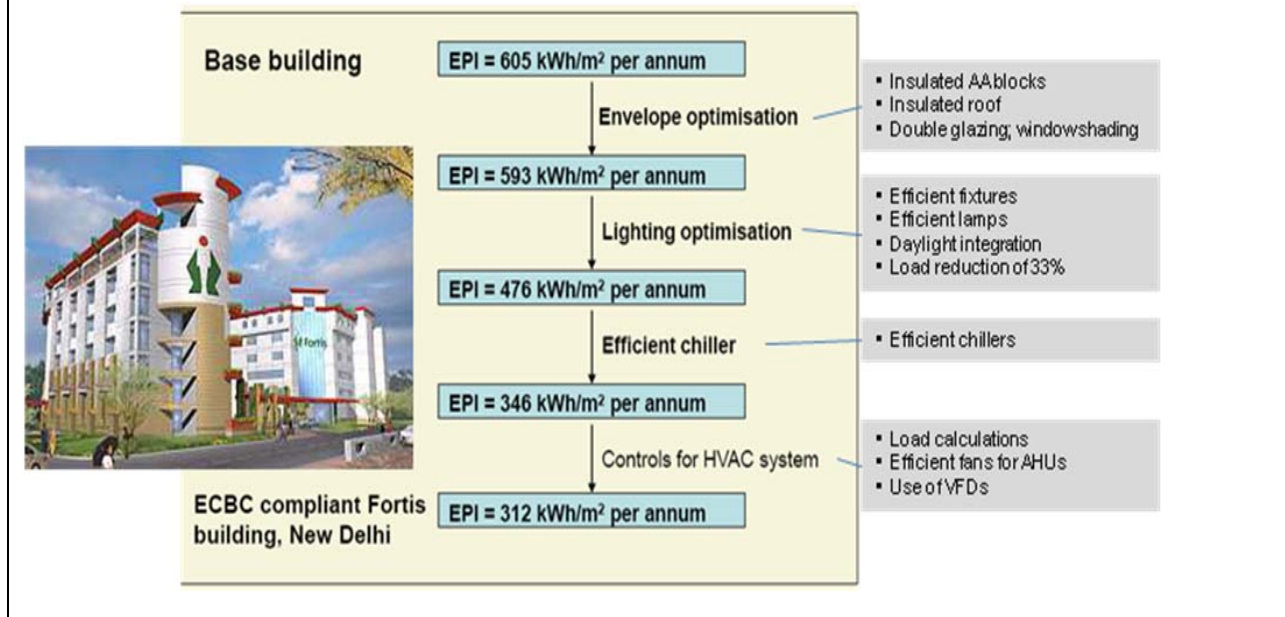 Base building
EPI = 605 kWh/m² per annum
Envelope optimisation
▪ Insulated AAblocks
▪ Insulated roof
▪ Double glazing; windowshading
EPI = 593 kWh/m² per annum
Lighting optimisation
▪ Efficient fixtures
▪ Efficient lamps
▪ Daylight integration
▪ Load reduction of 33%
EPI = 476 kWh/m² per annum
Efficient chiller
▪ Efficient chillers
Fortis
EPI = 346 kWh/m² per annum
Controls for HVAC system
▪ Load calculations
▪ Efficient fans for AHUs
▪ Use of VFDs
ECBC compliant Fortis
building, New Delhi
EPI = 312 kWh/m² per annum